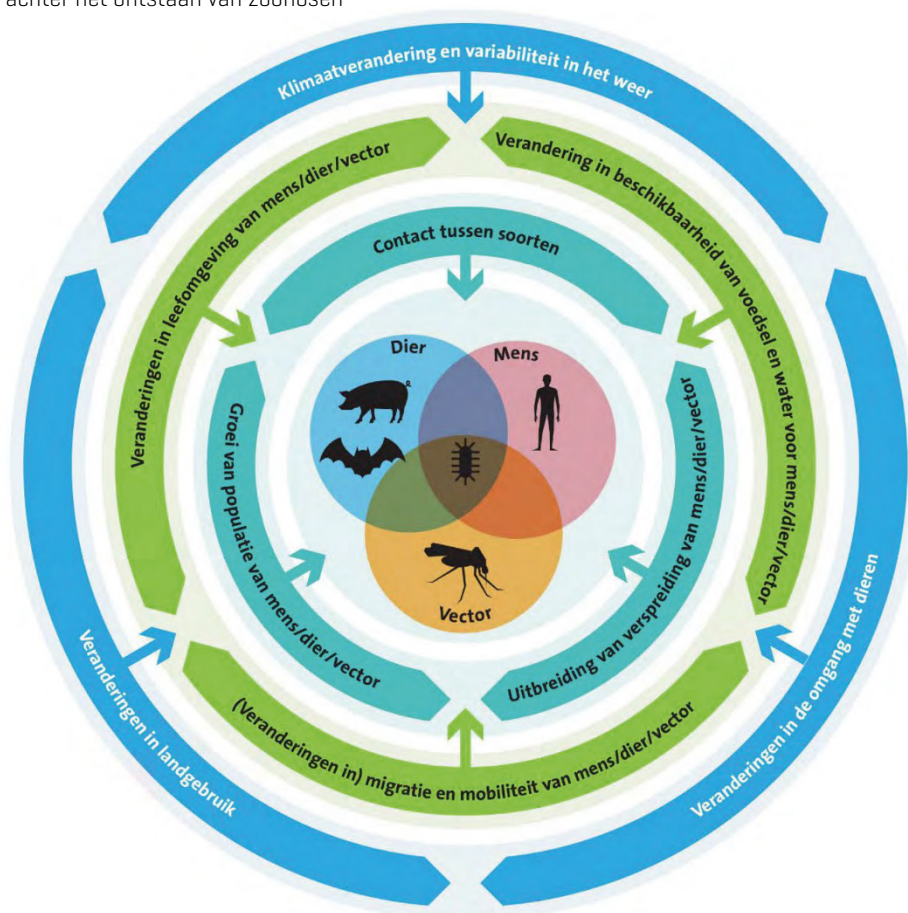 achter het ontstaan van zoönosen
Klimaatverandering en variabiliteit in het weer
Veranderingen in leefomgeving van mens/dier/vector
Verandering in beschikbaarheid van voedsel en water voor mens/dier/vector
Contact tussen soorten
Dier
Mens
Groei van populatie van mens/dier/vector
Uitbreiding van verspreiding van mens/dier/vector
Vector
Veranderingen in landgebruik
(Veranderingen in) migratie en mobiliteit van mens/dier/vector
Veranderingen in de omgang met dieren